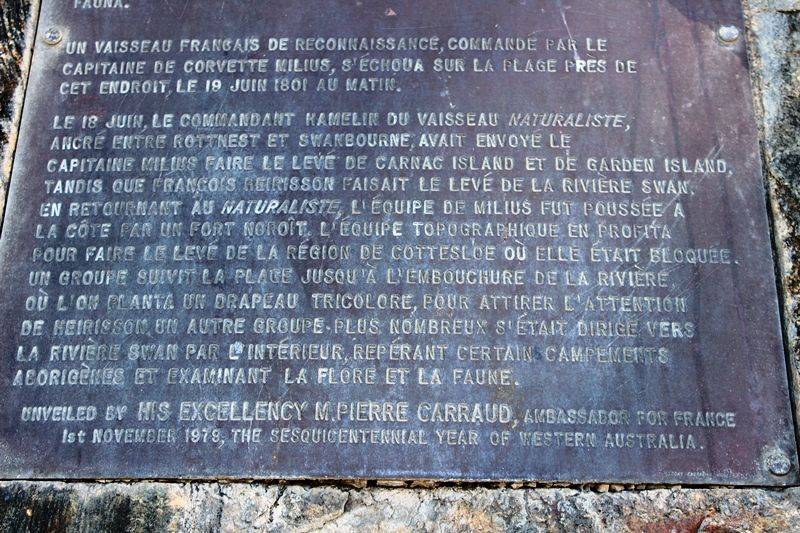 FAUNA.
UN VAISSEAU FRANÇAIS DE RECONNAISSANCE, COMMANDÉ PAR LE
CAPITAINE DE CORVETTE MILIUS, S'ÉCHOUA SUR LA PLAGE PRÈS DE
CET ENDROIT, LE 19 JUIN 1801 AU MATIN.
LE 18 JUIN, LE COMMANDANT HAMELIN DU VAISSEAU NATURALISTE,
ANCRÉ ENTRE ROTTNEST ET SWANBOURNE, AVAIT ENVOYÉ LE
CAPITAINE MILIUS FAIRE LE LEVÉ DE CARNAC ISLAND ET DE GARDEN ISLAND,
TANDIS QUE FRANÇOIS HEIRISSON FAISAIT LE LEVÉ DE LA RIVIÈRE SWAN.
EN RETOURNANT AU NATURALISTE, L'ÉQUIPE DE MILIUS FUT POUSSÉE À
LA CÔTE PAR UN FORT NOROÎT. L'ÉQUIPE TOPOGRAPHIQUE EN PROFITA
POUR FAIRE LE LEVÉ DE LA RÉGION DE COTTESLOE OÙ ELLE ÉTAIT BLOQUÉE.
UN GROUPE SUIVIT LA PLAGE JUSQU'À L'EMBOUCHURE DE LA RIVIÈRE
OÙ L'ON PLANTA UN DRAPEAU TRICOLORE, POUR ATTIRER L'ATTENTION
DE HEIRISSON, UN AUTRE GROUPE PLUS NOMBREUX S'ÉTAIT DIRIGÉ VERS
LA RIVIÈRE SWAN PAR L'INTÉRIEUR, REPÉRANT CERTAIN CAMPEMENTS
ABORIGÈNES ET EXAMINANT LA FLORE ET LA FAUNE.
UNVEILED BY HIS EXCELLENCY M. PIERRE CARRAUD, AMBASSADOR FOR FRANCE
1st NOVEMBER 1979, THE SESQUICENTENNIAL YEAR OF WESTERN AUSTRALIA.